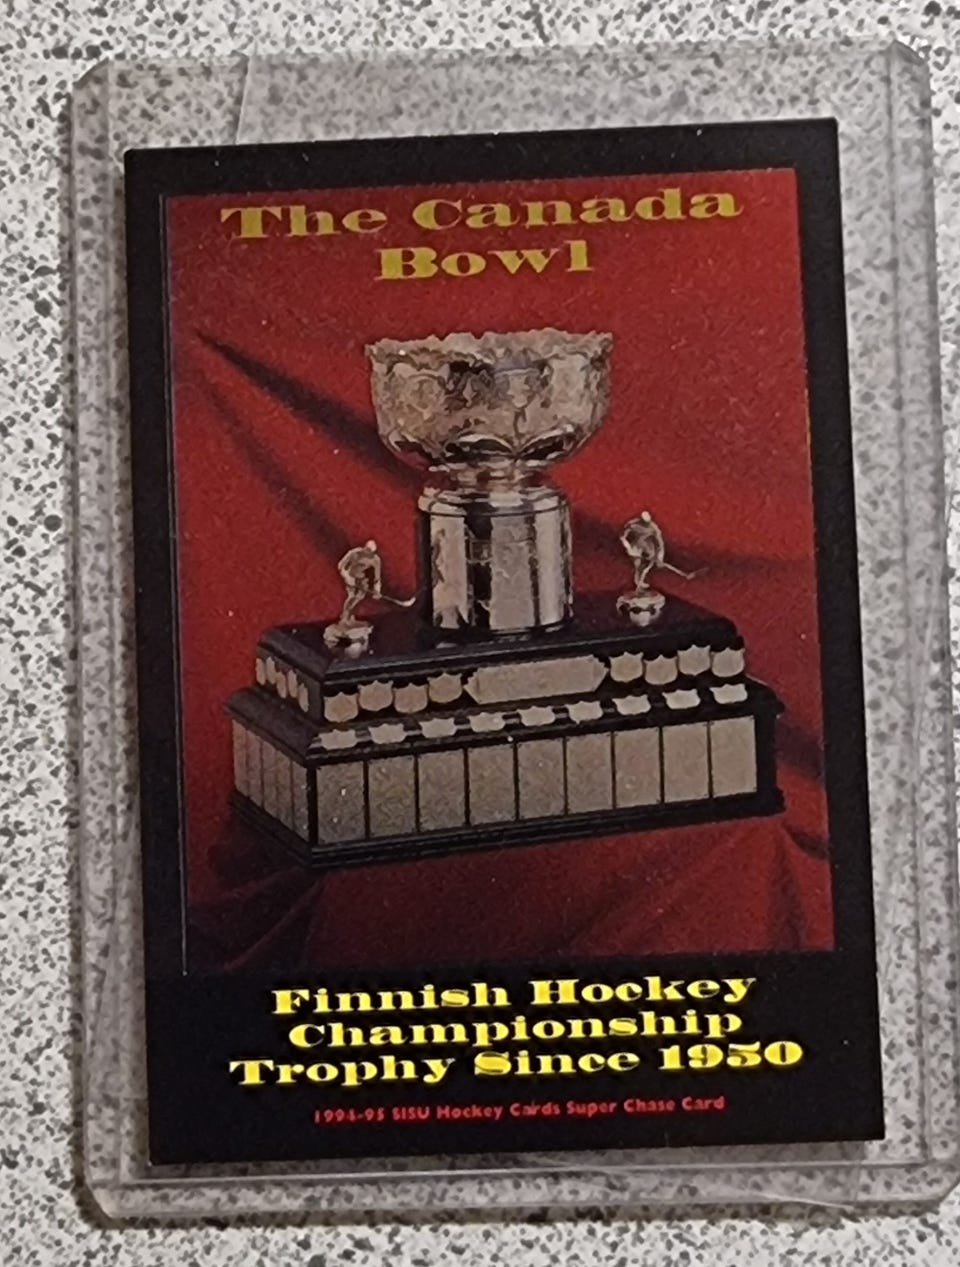 The Canada
Bowl
Finnish Hockey
Championship
Trophy Since 1950
1994-95 SISU Hockey Cards Super Chase Card